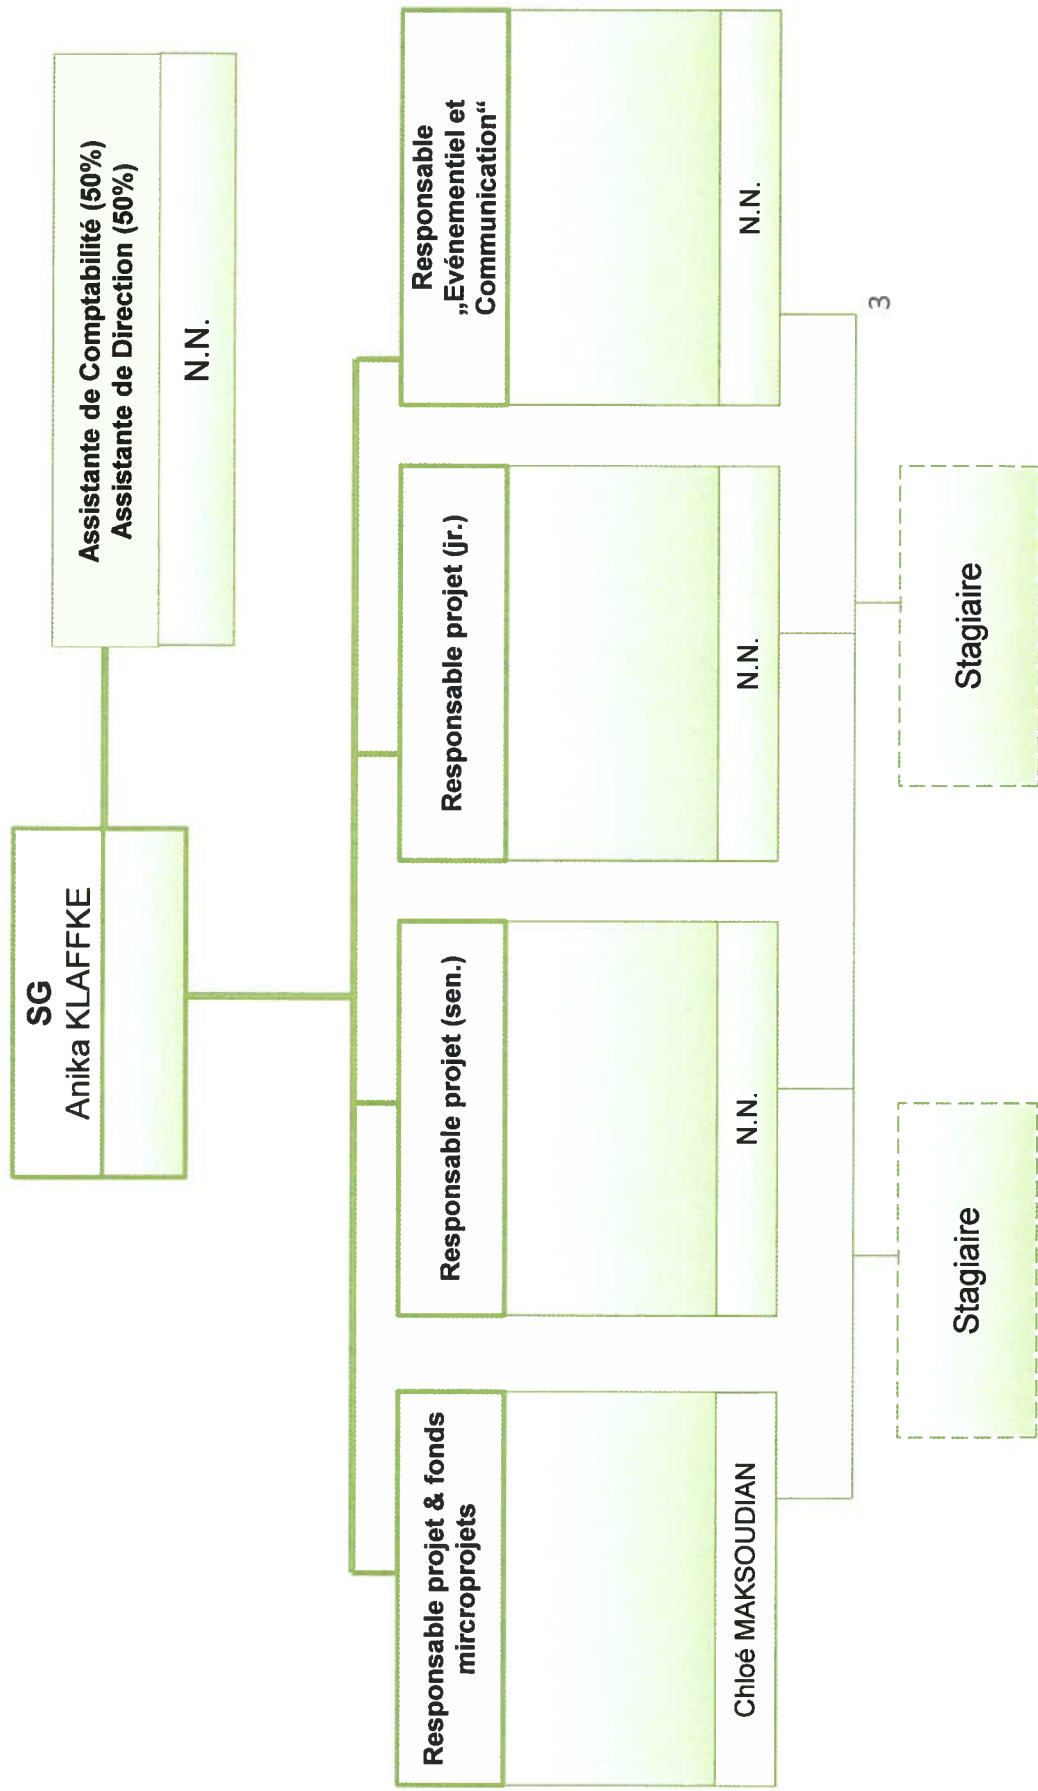 SG
Anika KLAFFKE
Assistante de Comptabilité (50%)
Assistante de Direction (50%)
N.N.
Responsable projet & fonds
mircroprojets
Chloé MAKSOUDIAN
Responsable projet (sen.)
N.N.
Responsable projet (jr.)
N.N.
Responsable
„Evénementiel et
Communication“
N.N.
Stagiaire
Stagiaire
3